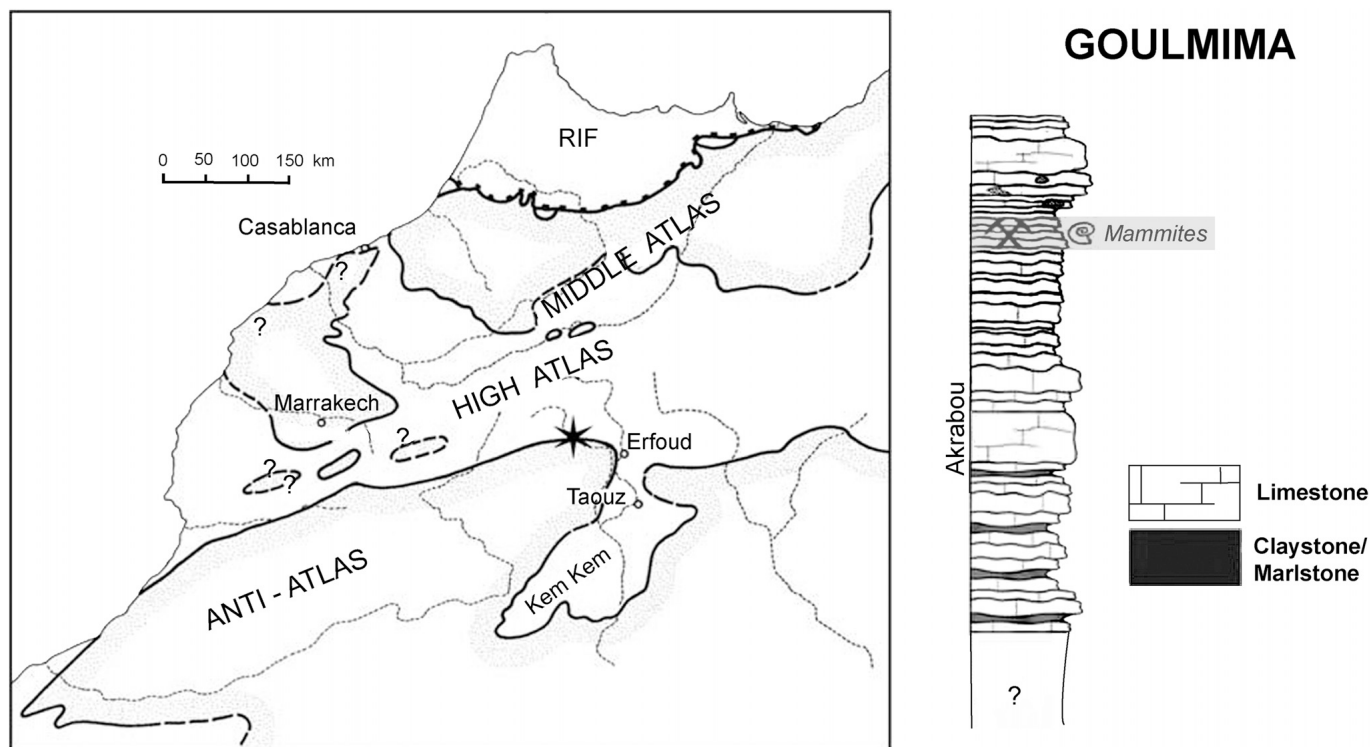 GOULMIMA
RIF
0 50 100 150 km
Casablanca
?
?
MIDDLE ATLAS
HIGH ATLAS
Marrakech
?
?
?
Erfoud
Taouz
Kem Kem
ANTI - ATLAS
Mammites
Akrabou
Limestone
Claystone/
Marlstone
?